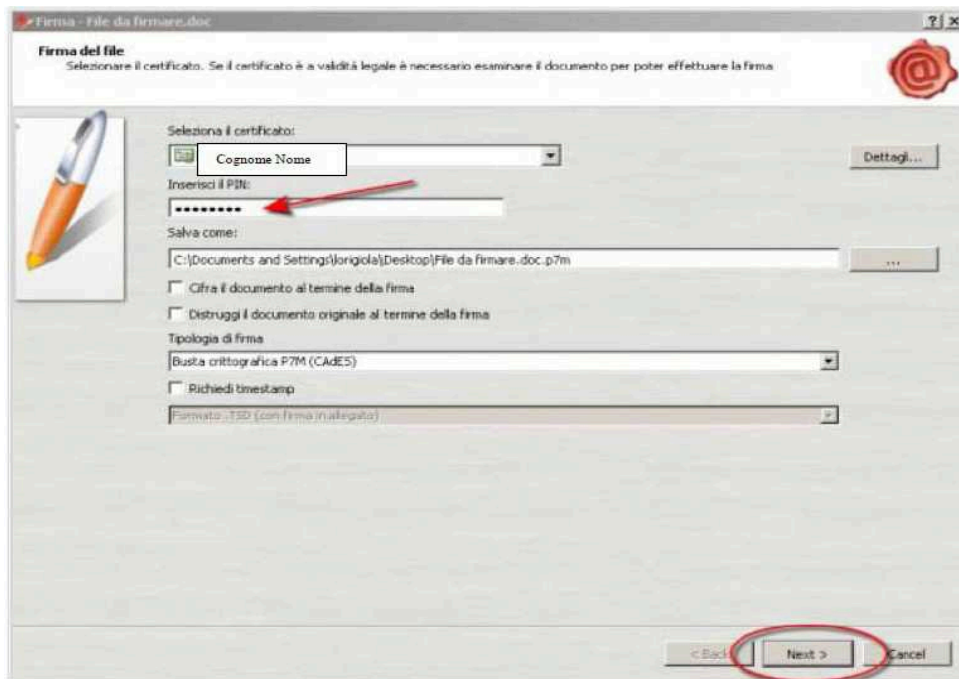 Firma - File da firmare.doc
Firma del file
Selezionare il certificato. Se il certificato è a validità legale è necessario esaminare il documento per poter effettuare la firma
Seleziona il certificato:
Cognome Nome
Dettagli...
Inserisci il PIN:
Salva come:
C:\Documents and Settings\lorigiola\Desktop\File da firmare.doc.p7m
...
Cifra il documento al termine della firma
Distruggi il documento originale al termine della firma
Tipologia di firma
Busta crittografica P7M (CAdES)
Richiedi timestamp
Formato .TSD (con firma in allegato)
< Back
Next >
Cancel